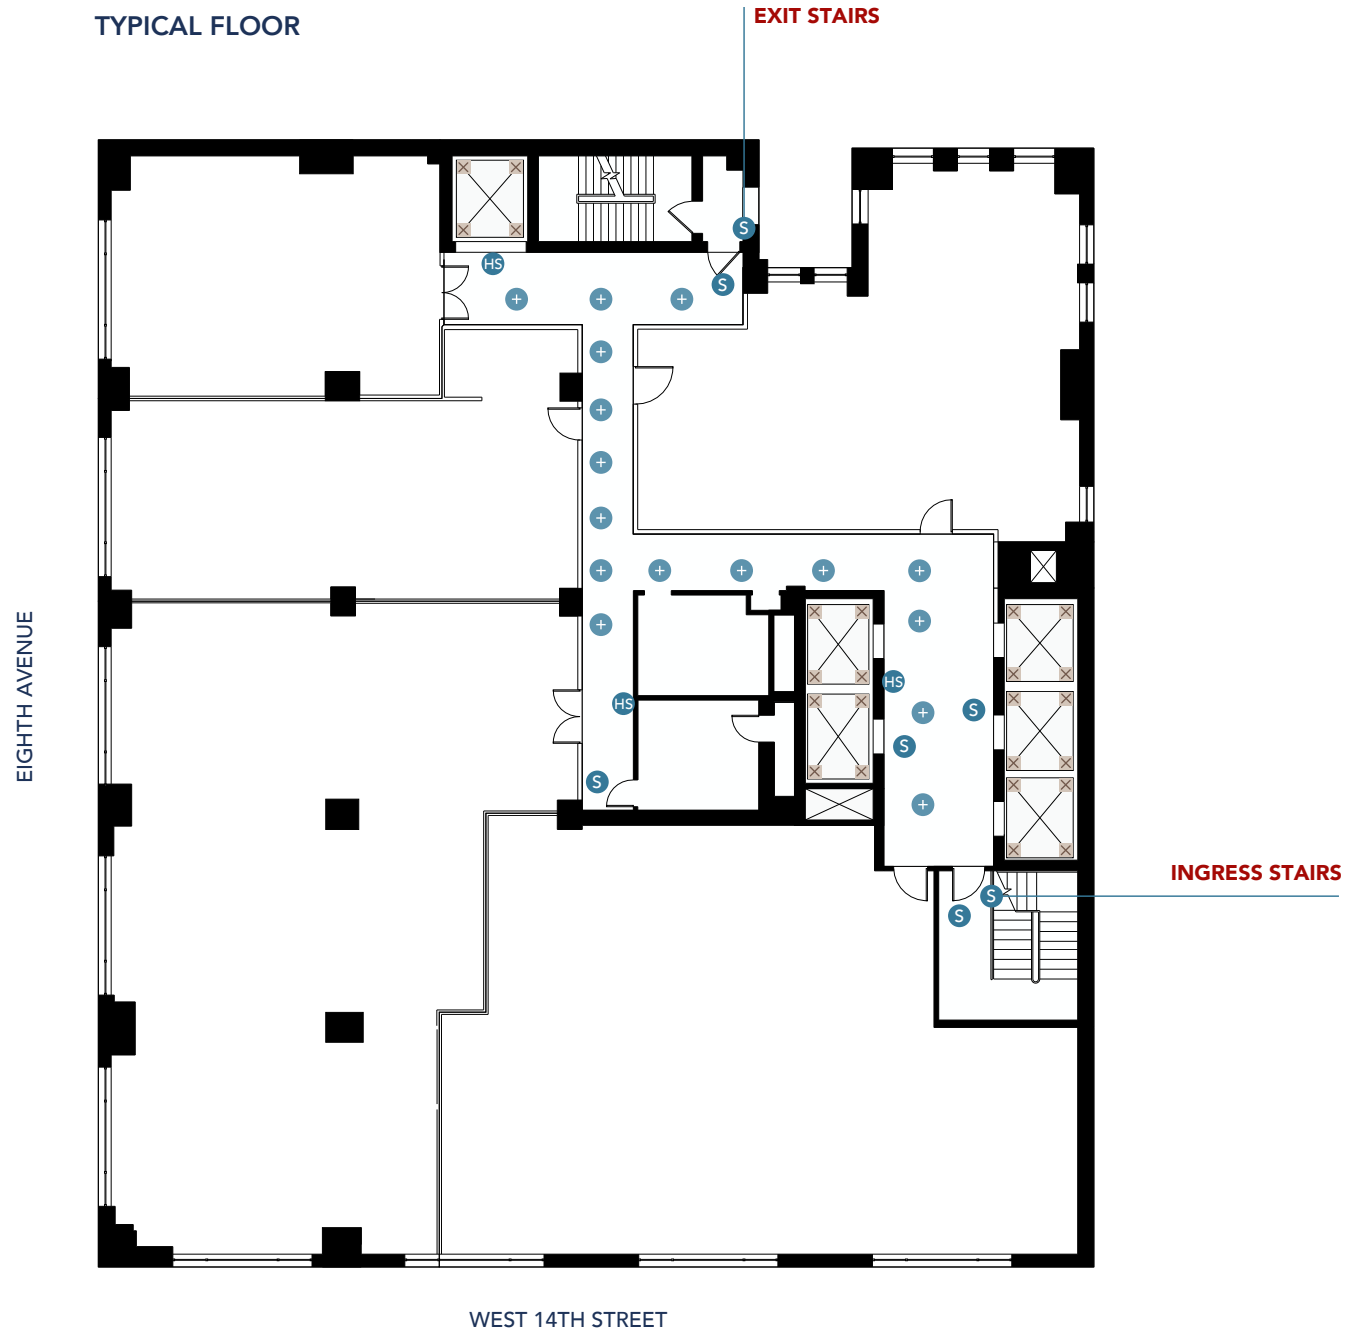 EXIT STAIRS
TYPICAL FLOOR
S
HS
S
+ + +
+
+
+
+
+ + + + +
+ +
HS
HS
S
+
S
S
+
INGRESS STAIRS
S
S
EIGHTH AVENUE
WEST 14TH STREET